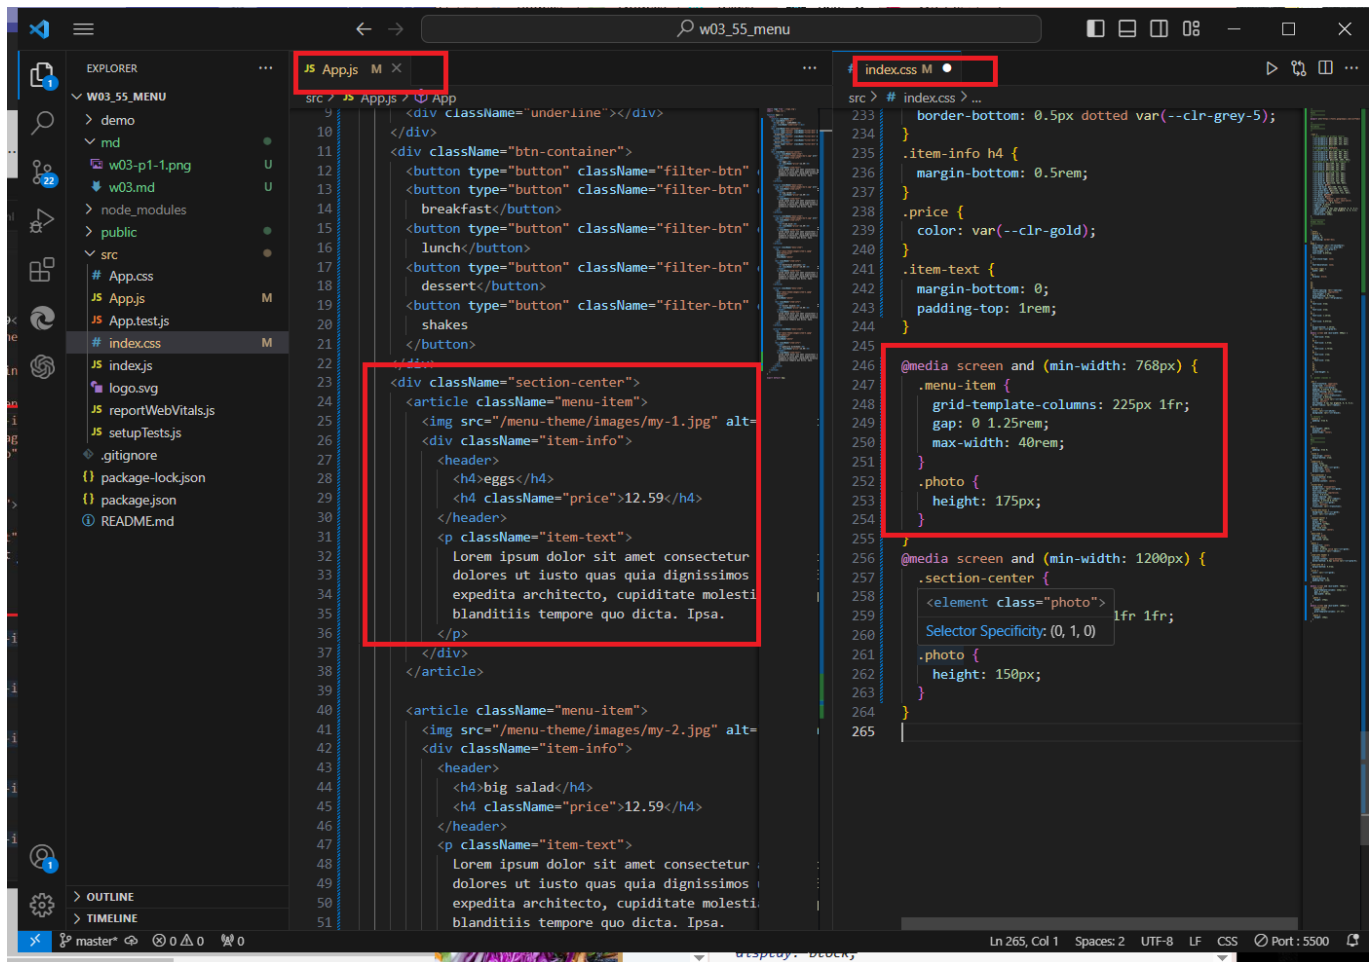 w03_55_menu
EXPLORER
W03_55_MENU
demo
md
w03-p1-1.png U
w03.md U
node_modules
public
src
# App.css
JS App.js M
JS App.test.js
# index.css M
JS index.js
logo.svg
JS reportWebVitals.js
JS setupTests.js
.gitignore
{} package-lock.json
{} package.json
README.md
OUTLINE
TIMELINE
1
22
1
JS App.js M
src > JS App.js > App
9 <div className="underline"></div>
10 </div>
11 <div className="btn-container">
12 <button type="button" className="filter-btn"
13 <button type="button" className="filter-btn"
14 breakfast</button>
15 <button type="button" className="filter-btn"
16 lunch</button>
17 <button type="button" className="filter-btn"
18 dessert</button>
19 <button type="button" className="filter-btn"
20 shakes
21 </button>
22 </div>
23 <div className="section-center">
24 <article className="menu-item">
25 <img src="/menu-theme/images/my-1.jpg" alt=
26 <div className="item-info">
27 <header>
28 <h4>eggs</h4>
29 <h4 className="price">12.59</h4>
30 </header>
31 <p className="item-text">
32 Lorem ipsum dolor sit amet consectetur
33 dolores ut iusto quas quia dignissimos
34 expedita architecto, cupiditate molesti
35 blanditiis tempore quo dicta. Ipsa.
36 </p>
37 </div>
38 </article>
39
40 <article className="menu-item">
41 <img src="/menu-theme/images/my-2.jpg" alt=
42 <div className="item-info">
43 <header>
44 <h4>big salad</h4>
45 <h4 className="price">12.59</h4>
46 </header>
47 <p className="item-text">
48 Lorem ipsum dolor sit amet consectetur
49 dolores ut iusto quas quia dignissimos
50 expedita architecto, cupiditate molesti
51 blanditiis tempore quo dicta. Ipsa.
# index.css M
src > # index.css > ...
233 border-bottom: 0.5px dotted var(--clr-grey-5);
234 }
235 .item-info h4 {
236 margin-bottom: 0.5rem;
237 }
238 .price {
239 color: var(--clr-gold);
240 }
241 .item-text {
242 margin-bottom: 0;
243 padding-top: 1rem;
244 }
245
246 @media screen and (min-width: 768px) {
247 .menu-item {
248 grid-template-columns: 225px 1fr;
249 gap: 0 1.25rem;
250 max-width: 40rem;
251 }
252 .photo {
253 height: 175px;
254 }
255 }
256 @media screen and (min-width: 1200px) {
257 .section-center {
258 <element class="photo">
259 1fr 1fr;
260 Selector Specificity: (0, 1, 0)
261 .photo {
262 height: 150px;
263 }
264 }
265
master* 0 0 0
Ln 265, Col 1 Spaces: 2 UTF-8 LF CSS Port : 5500
display: block;